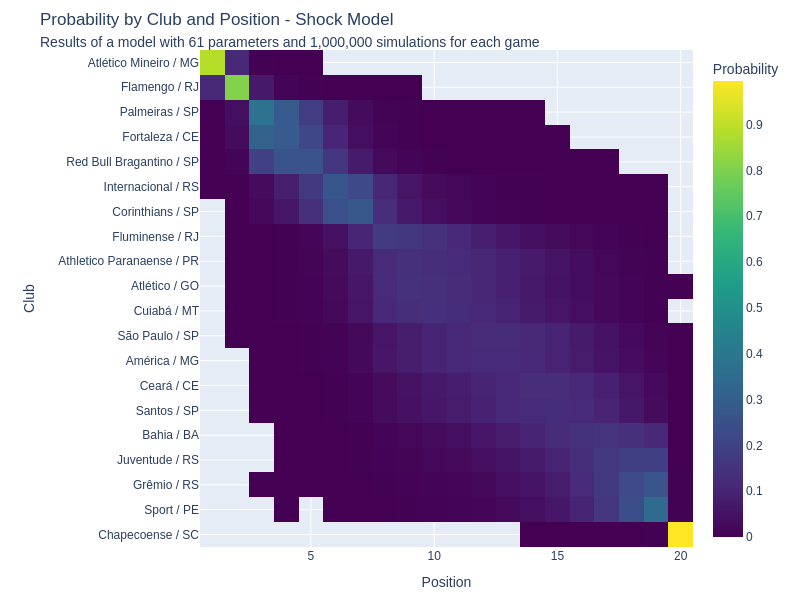 Probability by Club and Position - Shock Model
Results of a model with 61 parameters and 1,000,000 simulations for each game
Probability
Club
Atlético Mineiro / MG
Flamengo / RJ
Palmeiras / SP
Fortaleza / CE
Red Bull Bragantino / SP
Internacional / RS
Corinthians / SP
Fluminense / RJ
Athletico Paranaense / PR
Atlético / GO
Cuiabá / MT
São Paulo / SP
América / MG
Ceará / CE
Santos / SP
Bahia / BA
Juventude / RS
Grêmio / RS
Sport / PE
Chapecoense / SC
0.9
0.8
0.7
0.6
0.5
0.4
0.3
0.2
0.1
0
5 10 15 20
Position